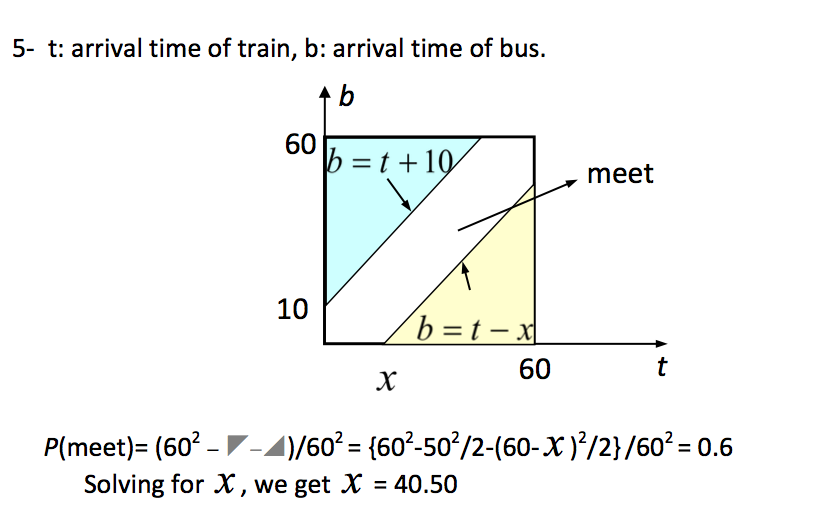 5- t: arrival time of train, b: arrival time of bus.
b
60
b = t + 10
meet
10
b = t – x
60
t
x
P(meet)= (60² – ◤–◢)/60² = {60²-50²/2-(60-x)²/2}/60² = 0.6
Solving for x, we get x = 40.50